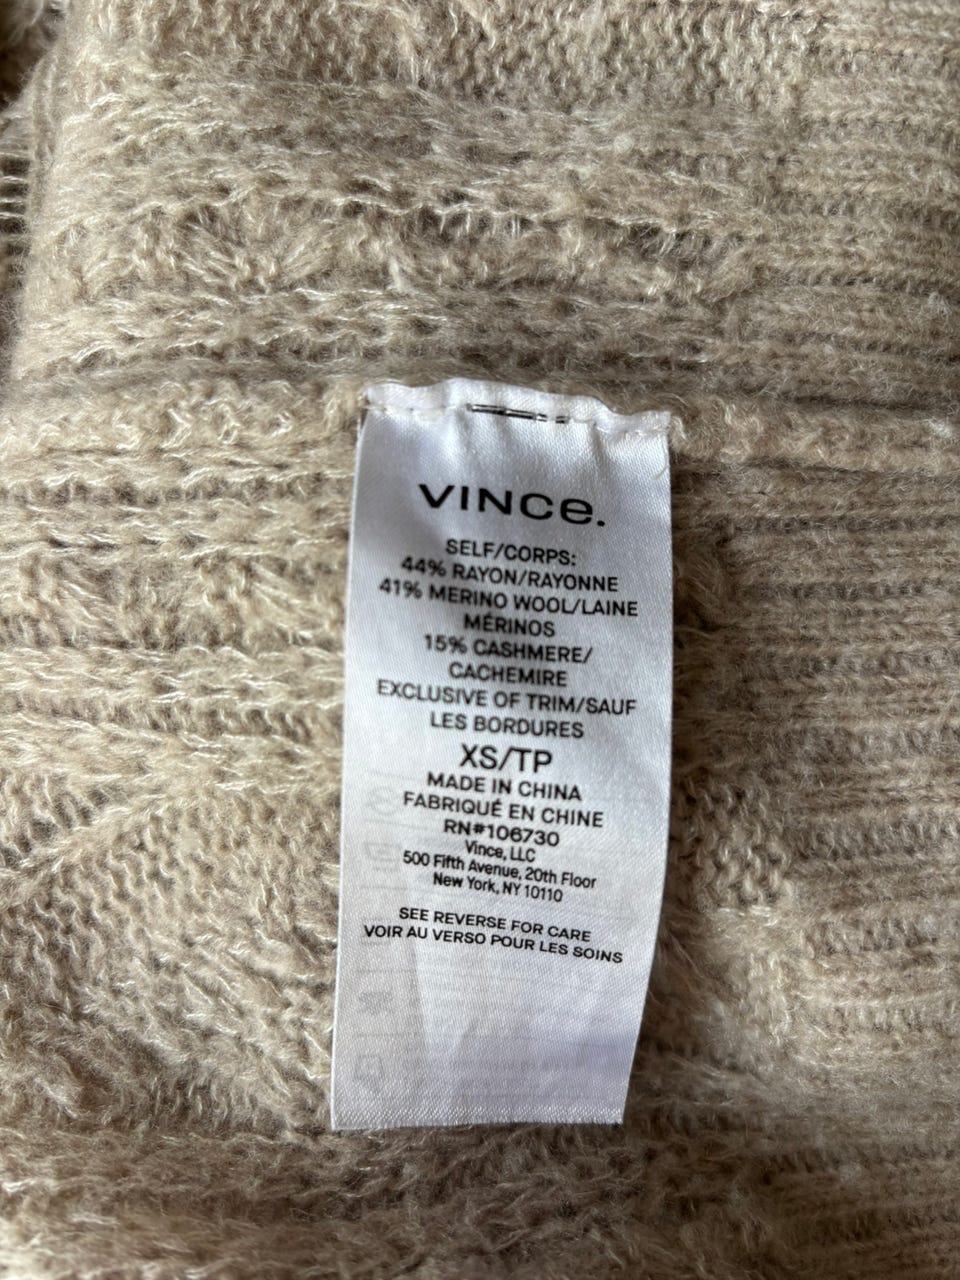 VINCe.
SELF/CORPS:
44% RAYON/RAYONNE
41% MERINO WOOL/LAINE
MÉRINOS
15% CASHMERE/
CACHEMIRE
EXCLUSIVE OF TRIM/SAUF
LES BORDURES
XS/TP
MADE IN CHINA
FABRIQUÉ EN CHINE
RN#106730
Vince, LLC
500 Fifth Avenue, 20th Floor
New York, NY 10110
SEE REVERSE FOR CARE
VOIR AU VERSO POUR LES SOINS